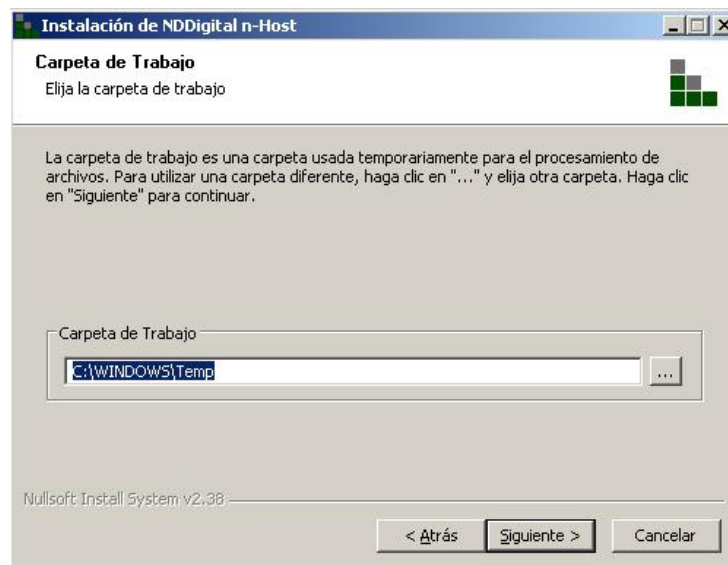 Instalación de NDDigital n-Host
Carpeta de Trabajo
Elija la carpeta de trabajo
La carpeta de trabajo es una carpeta usada temporariamente para el procesamiento de
archivos. Para utilizar una carpeta diferente, haga clic en "..." y elija otra carpeta. Haga clic
en "Siguiente" para continuar.
Carpeta de Trabajo
C:\WINDOWS\Temp
...
Nullsoft Install System v2.38
< Atrás
Siguiente >
Cancelar